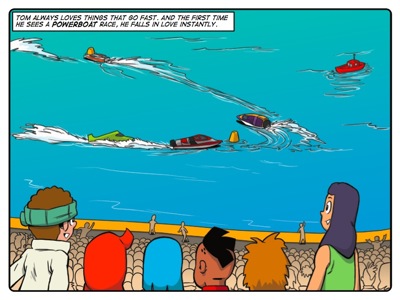 TOM ALWAYS LOVES THINGS THAT GO FAST. AND THE FIRST TIME
HE SEES A POWERBOAT RACE, HE FALLS IN LOVE INSTANTLY.